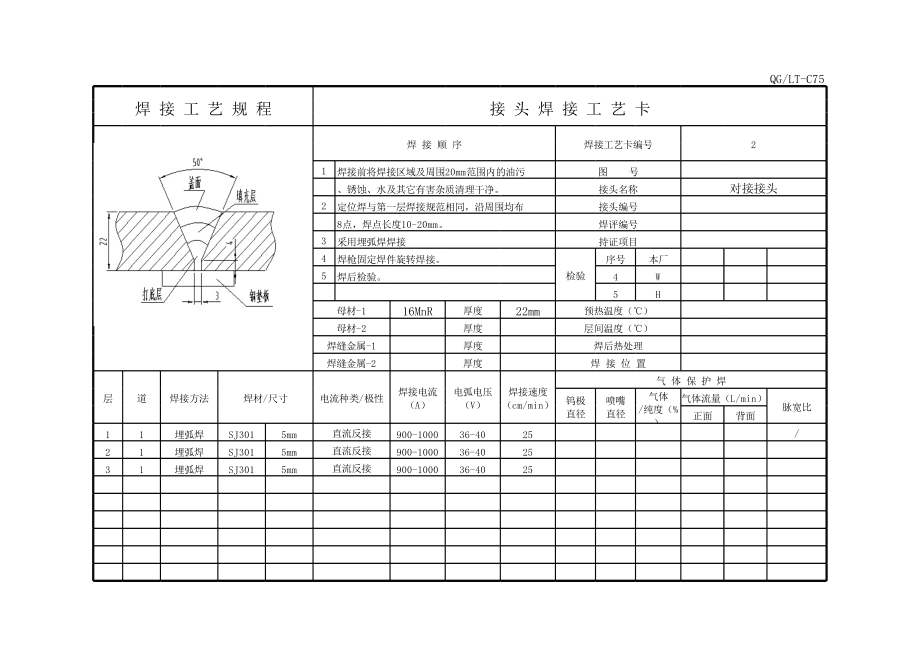 QG/LT-C75
焊 接 工 艺 规 程 接 头 焊 接 工 艺 卡
焊 接 顺 序 焊接工艺卡编号 2
1 焊接前将焊接区域及周围20mm范围内的油污 图 号
、锈蚀、水及其它有害杂质清理干净。 接头名称 对接接头
2 定位焊与第一层焊接规范相同，沿周围均布 接头编号
8点，焊点长度10-20mm。 焊评编号
3 采用埋弧焊焊接 持证项目
4 焊枪固定焊件旋转焊接。 检验 序号 本厂
5 焊后检验。 4 W
5 H
50°
盖面
填充层
22
4
打底层
3
钢垫板
母材-1 16MnR 厚度 22mm 预热温度（℃）
母材-2 厚度 层间温度（℃）
焊缝金属-1 厚度 焊后热处理
焊缝金属-2 厚度 焊 接 位 置
层 道 焊接方法 焊材/尺寸 电流种类/极性 焊接电流（A） 电弧电压（V） 焊接速度（cm/min） 气 体 保 护 焊
钨极直径 喷嘴直径 气体/纯度（%） 气体流量（L/min） 脉宽比
正面 背面
1 1 埋弧焊 SJ301 5mm 直流反接 900-1000 36-40 25 /
2 1 埋弧焊 SJ301 5mm 直流反接 900-1000 36-40 25
3 1 埋弧焊 SJ301 5mm 直流反接 900-1000 36-40 25